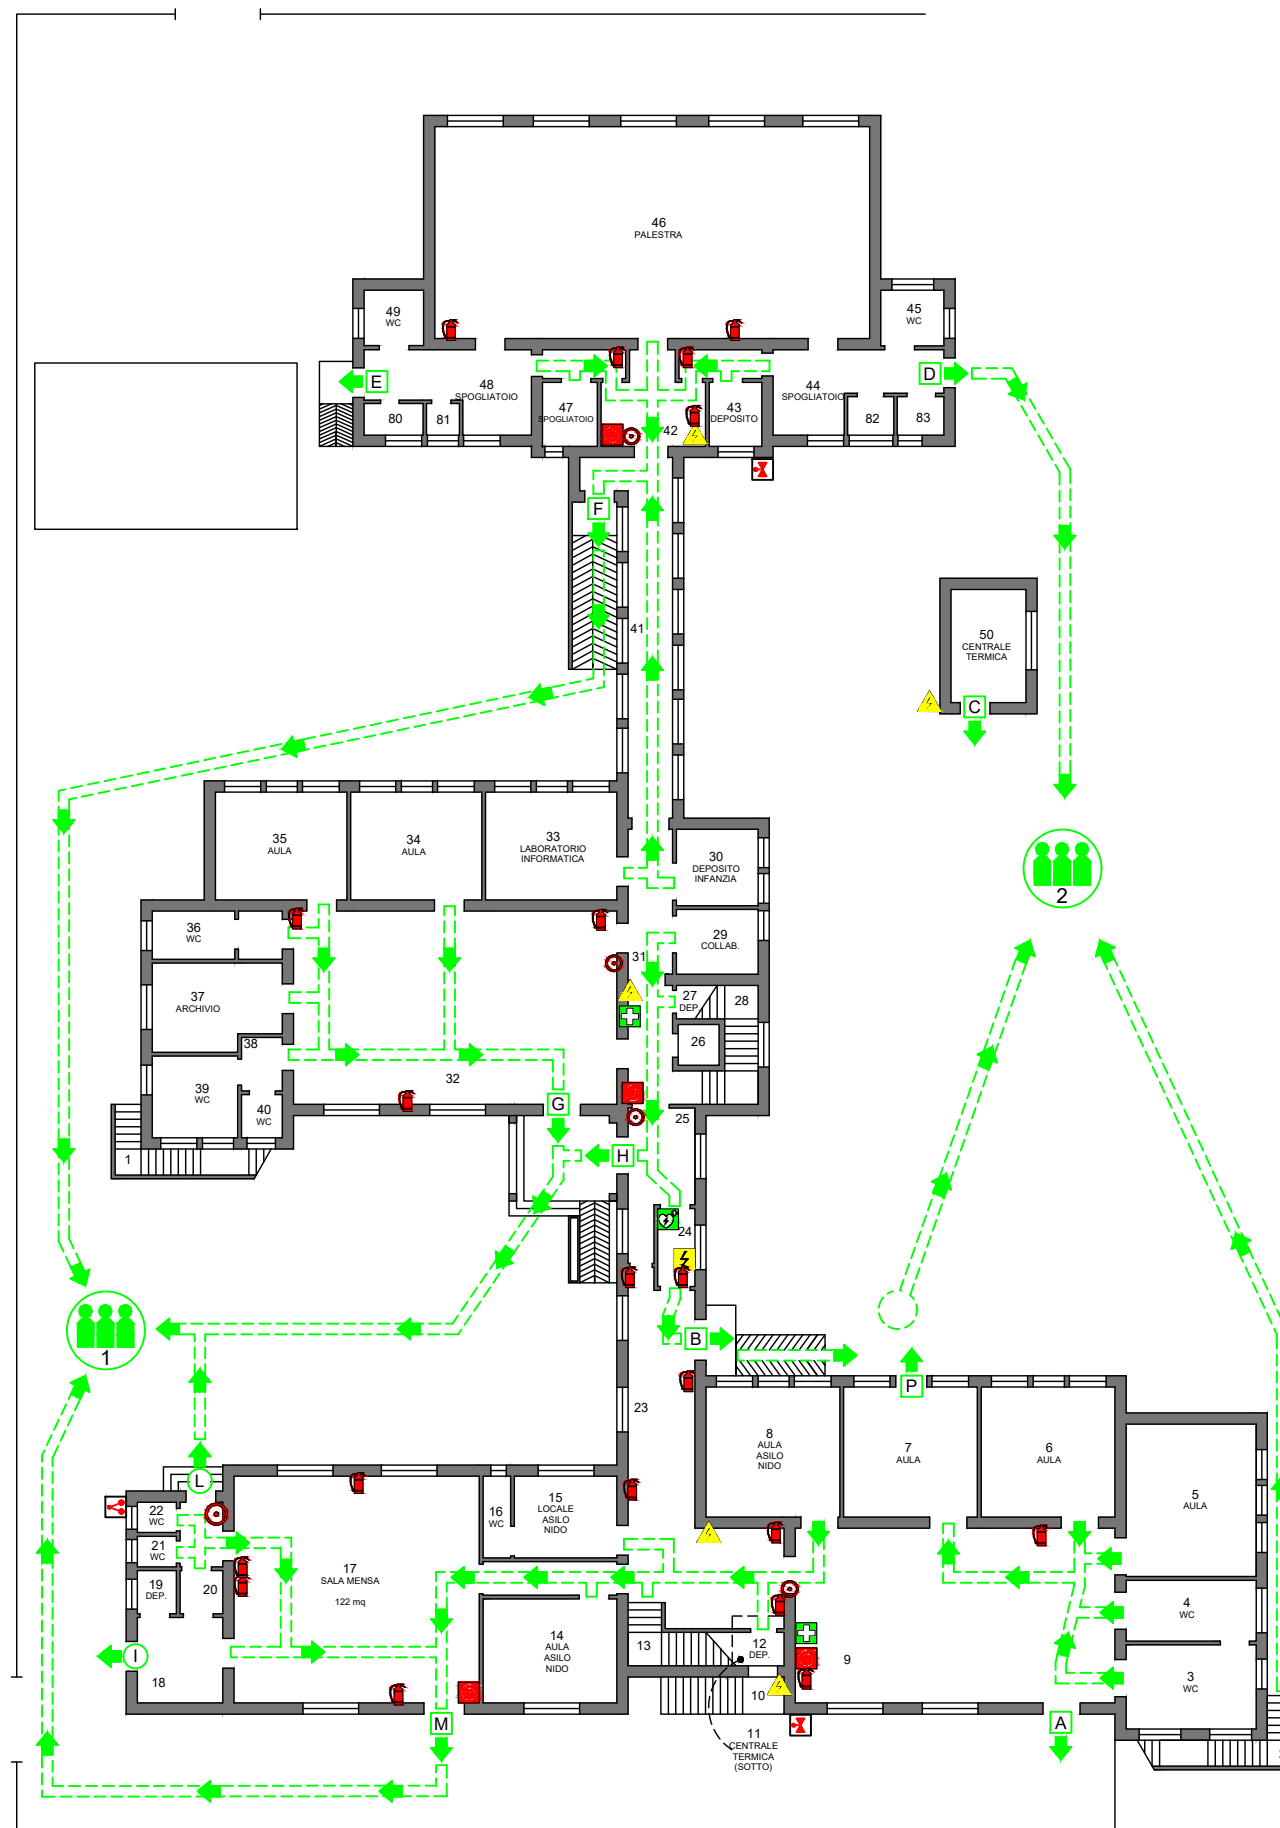 46
PALESTRA
49
WC
45
WC
E
D
48
SPOGLIATOIO
44
SPOGLIATOIO
47
SPOGLIATOIO
43
DEPOSITO
80
81
82
83
42
F
41
50
CENTRALE
TERMICA
C
35
AULA
34
AULA
33
LABORATORIO
INFORMATICA
30
DEPOSITO
INFANZIA
2
36
WC
29
COLLAB.
31
37
ARCHIVIO
27
DEP.
28
26
38
39
WC
40
WC
32
G
25
1
H
24
1
B
P
23
8
AULA
ASILO
NIDO
7
AULA
6
AULA
5
AULA
L
22
WC
21
WC
16
WC
15
LOCALE
ASILO
NIDO
19
DEP.
20
17
SALA MENSA
122 mq
4
WC
14
AULA
ASILO
NIDO
13
12
DEP.
9
3
WC
I
18
10
M
11
CENTRALE
TERMICA
(SOTTO)
A